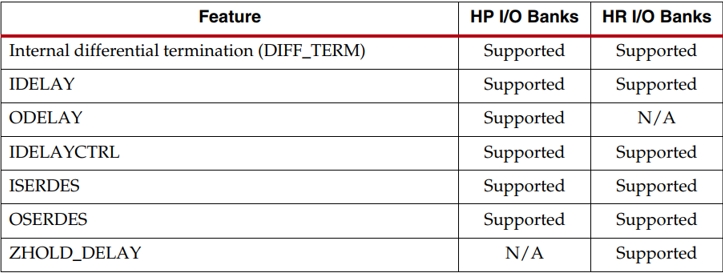 Feature HP I/O Banks HR I/O Banks
Internal differential termination (DIFF_TERM) Supported Supported
IDELAY Supported Supported
ODELAY Supported N/A
IDELAYCTRL Supported Supported
ISERDES Supported Supported
OSERDES Supported Supported
ZHOLD_DELAY N/A Supported